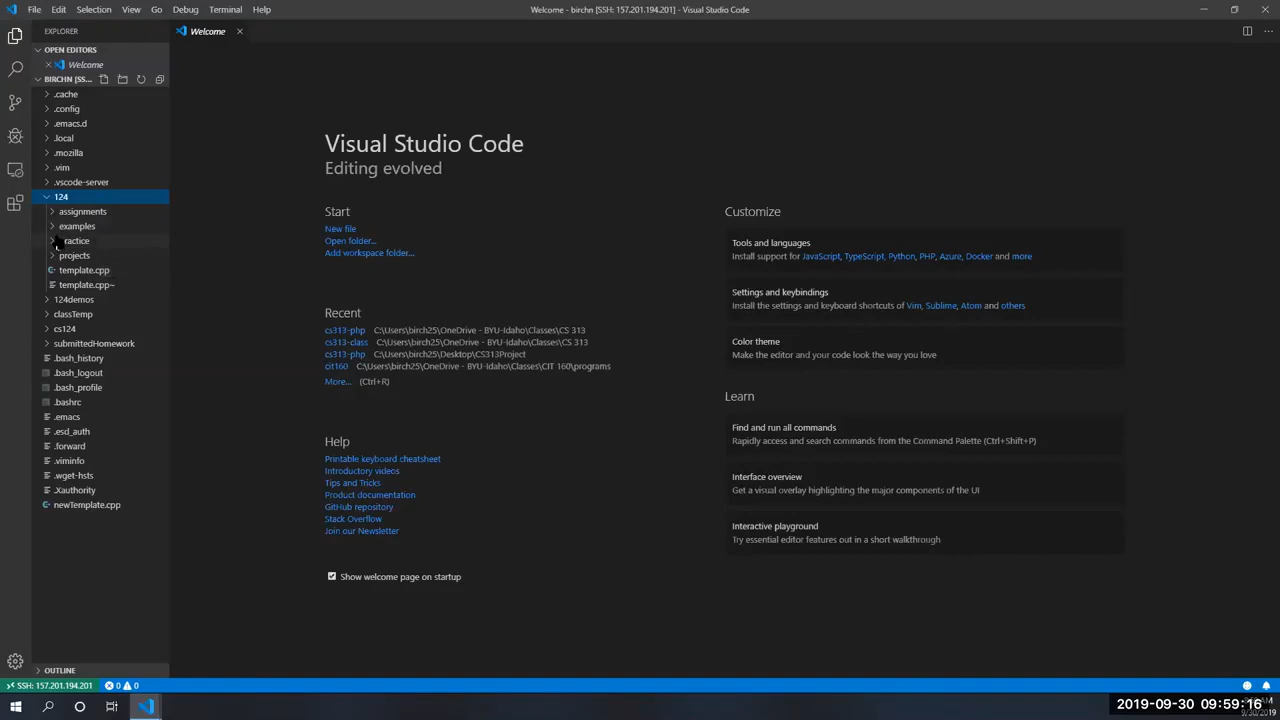 File Edit Selection View Go Debug Terminal Help
Welcome - birchn [SSH: 157.201.194.201] - Visual Studio Code
EXPLORER
OPEN EDITORS
Welcome
BIRCHN [SS...
.cache
.config
.emacs.d
.local
.mozilla
.vim
.vscode-server
124
assignments
examples
ractice
projects
template.cpp
template.cpp~
124demos
classTemp
cs124
submittedHomework
.bash_history
.bash_logout
.bash_profile
.bashrc
.emacs
.esd_auth
.forward
.viminfo
.wget-hsts
.Xauthority
newTemplate.cpp
OUTLINE
Welcome
Visual Studio Code
Editing evolved
Start
New file
Open folder...
Add workspace folder...
Recent
cs313-php C:\Users\birch25\OneDrive - BYU-Idaho\Classes\CS 313
cs313-class C:\Users\birch25\OneDrive - BYU-Idaho\Classes\CS 313
cs313-php C:\Users\birch25\Desktop\CS313Project
cit160 C:\Users\birch25\OneDrive - BYU-Idaho\Classes\CIT 160\programs
More... (Ctrl+R)
Help
Printable keyboard cheatsheet
Introductory videos
Tips and Tricks
Product documentation
GitHub repository
Stack Overflow
Join our Newsletter
Show welcome page on startup
Customize
Tools and languages
Install support for JavaScript, TypeScript, Python, PHP, Azure, Docker and more
Settings and keybindings
Install the settings and keyboard shortcuts of Vim, Sublime, Atom and others
Color theme
Make the editor and your code look the way you love
Learn
Find and run all commands
Rapidly access and search commands from the Command Palette (Ctrl+Shift+P)
Interface overview
Get a visual overlay highlighting the major components of the UI
Interactive playground
Try essential editor features out in a short walkthrough
SSH: 157.201.194.201 0 0
2019-09-30 09:59:16
9/30/2019